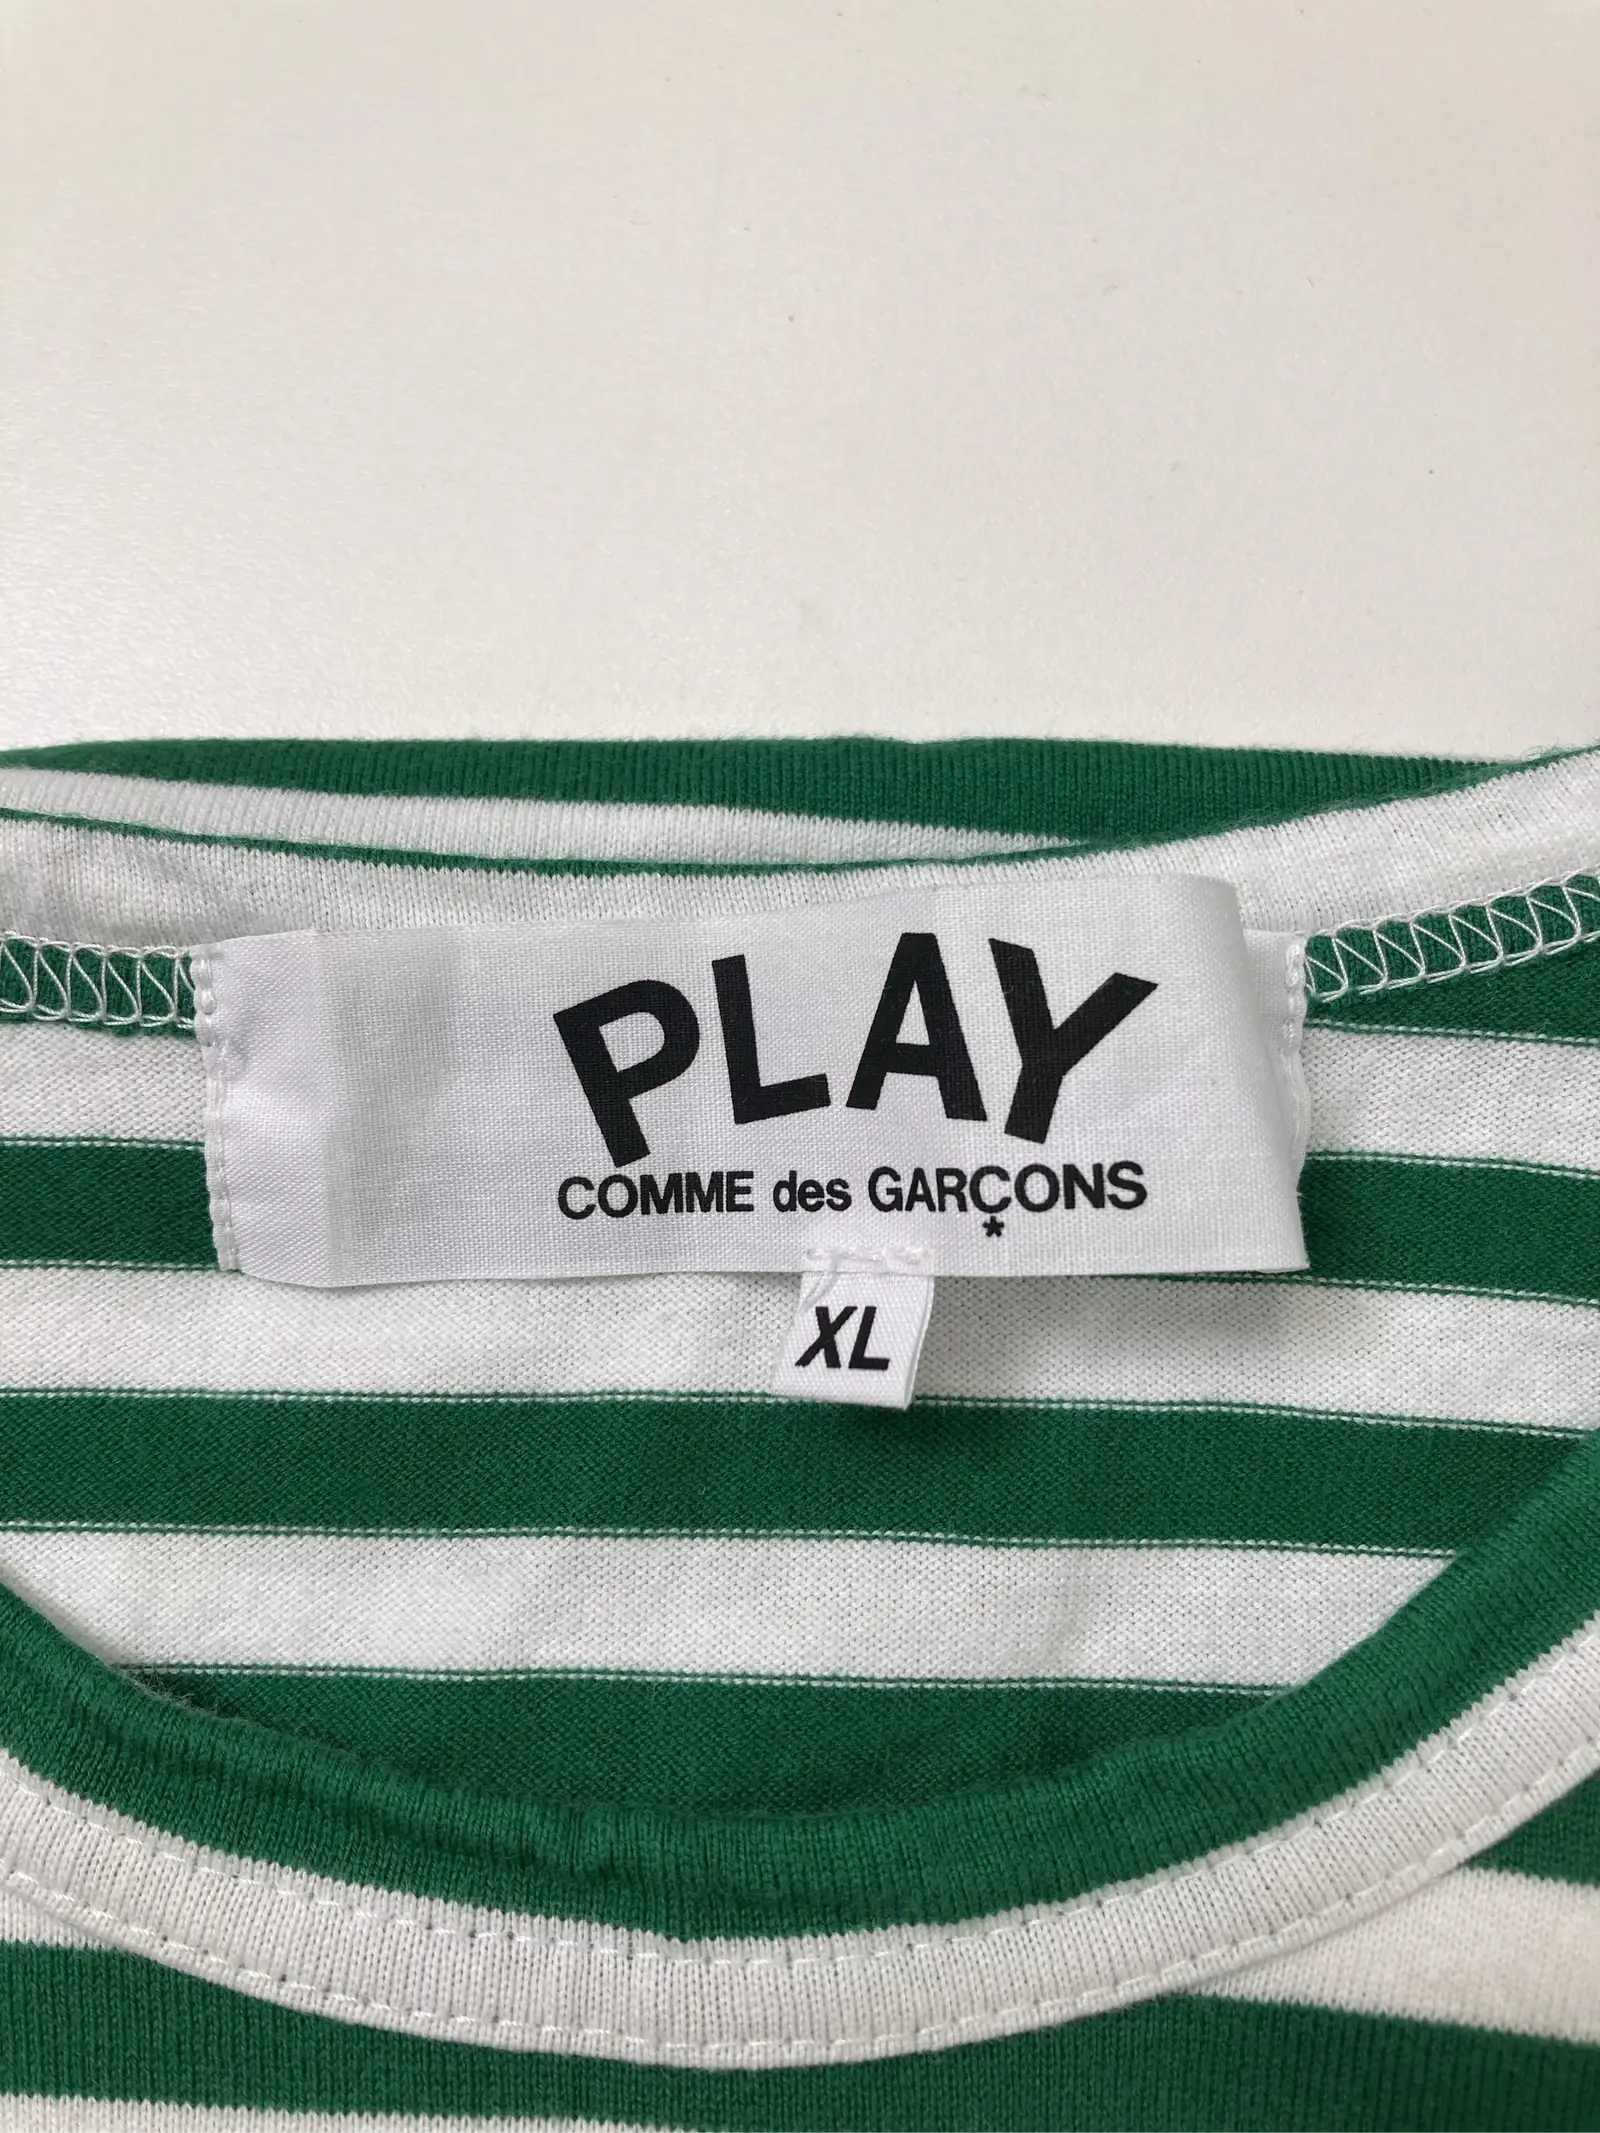 PLAY
COMME des GARÇONS
*
XL